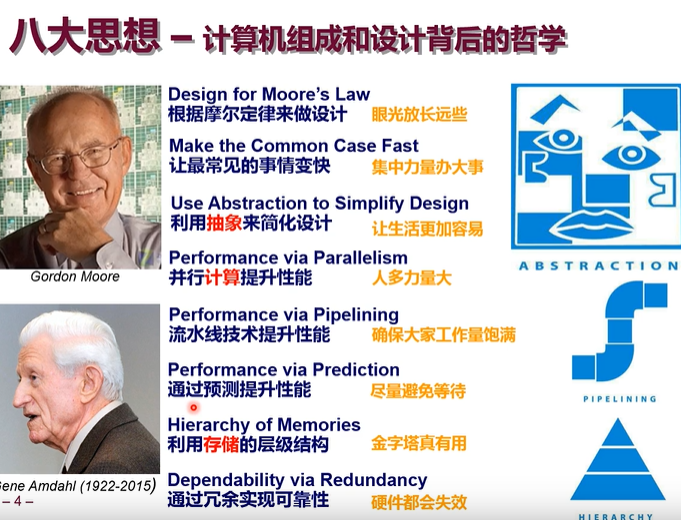 八大思想 – 计算机组成和设计背后的哲学
Design for Moore's Law
根据摩尔定律来做设计 眼光放长远些
Make the Common Case Fast
让最常见的事情变快 集中力量办大事
Use Abstraction to Simplify Design
利用抽象来简化设计 让生活更加容易
Performance via Parallelism
并行计算提升性能 人多力量大
Performance via Pipelining
流水线技术提升性能 确保大家工作量饱满
Performance via Prediction
通过预测提升性能 尽量避免等待
Hierarchy of Memories
利用存储的层级结构 金字塔真有用
Dependability via Redundancy
通过冗余实现可靠性 硬件都会失效
Gordon Moore
Gene Amdahl (1922-2015)
– 4 –
ABSTRACTION
PIPELINING
HIERARCHY